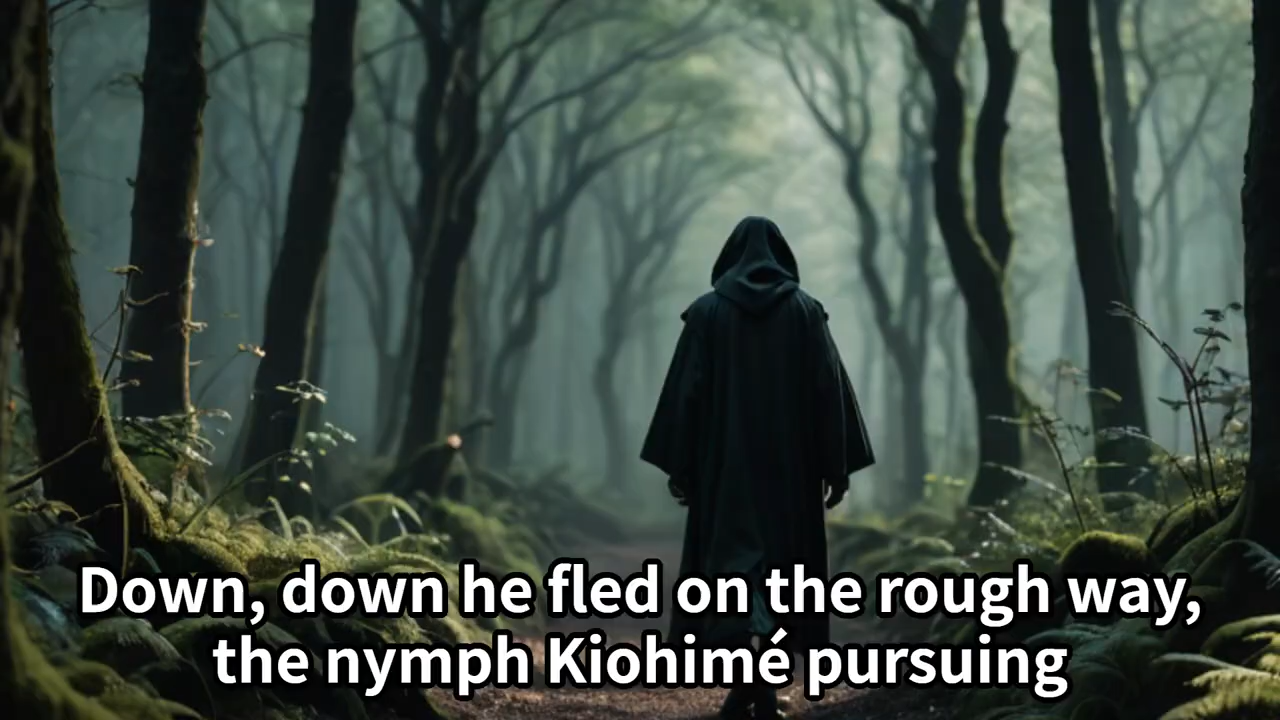 Down, down he fled on the rough way,
the nymph Kiohimé pursuing